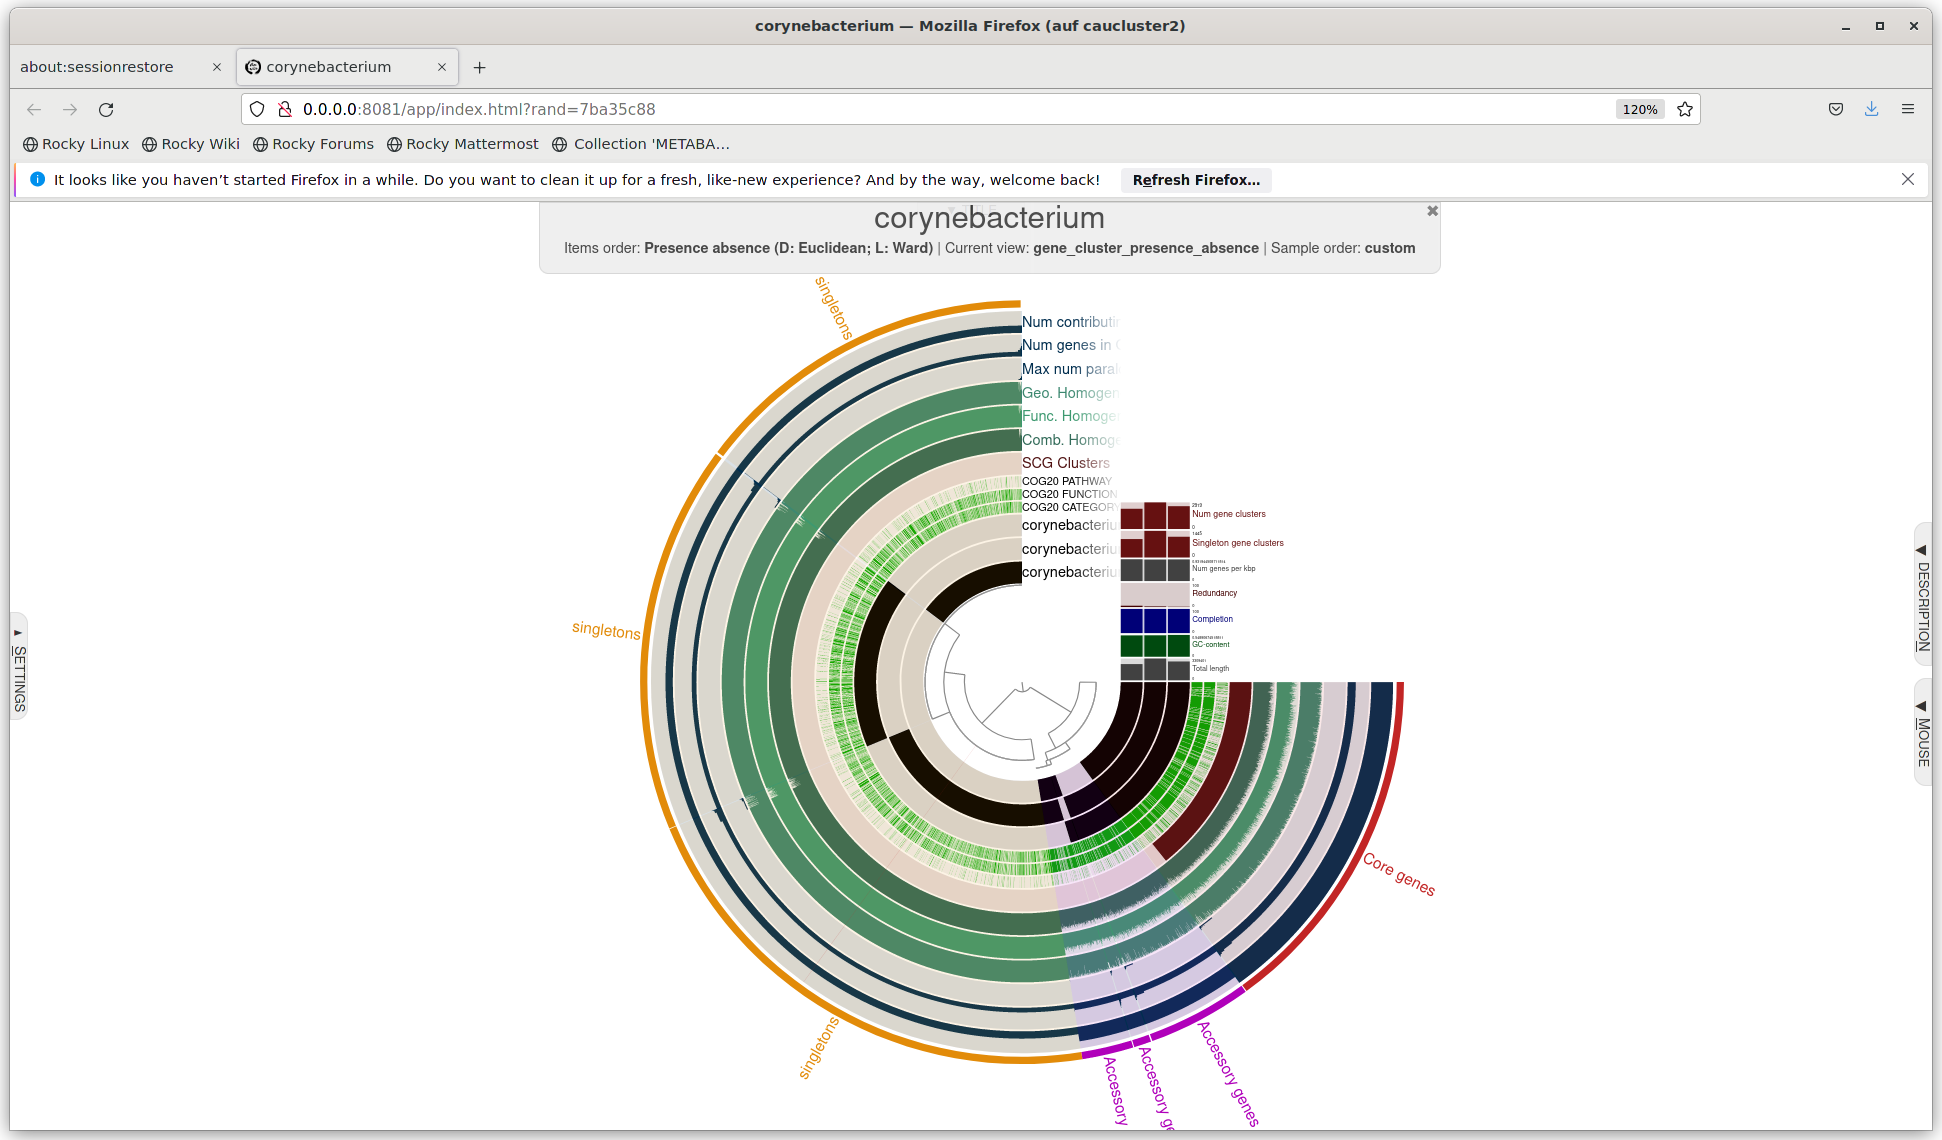 corynebacterium — Mozilla Firefox (auf caucluster2)
about:sessionrestore
corynebacterium
0.0.0.0:8081/app/index.html?rand=7ba35c88
120%
Rocky Linux Rocky Wiki Rocky Forums Rocky Mattermost Collection 'METABA…
It looks like you haven’t started Firefox in a while. Do you want to clean it up for a fresh, like-new experience? And by the way, welcome back!
Refresh Firefox…
corynebacterium
Items order: Presence absence (D: Euclidean; L: Ward) | Current view: gene_cluster_presence_absence | Sample order: custom
singletons
Num contributi
Num genes in
Max num para
Geo. Homogen
Func. Homoge
Comb. Homog
SCG Clusters
COG20 PATHWAY
COG20 FUNCTION
COG20 CATEGORY
corynebacteriu
corynebacteriu
corynebacteriu
Num gene clusters
Singleton gene clusters
Num genes per kbp
Redundancy
Completion
GC-content
Total length
singletons
SETTINGS
DESCRIPTION
MOUSE
Core genes
singletons
Accessory
Accessory ge
Accessory genes